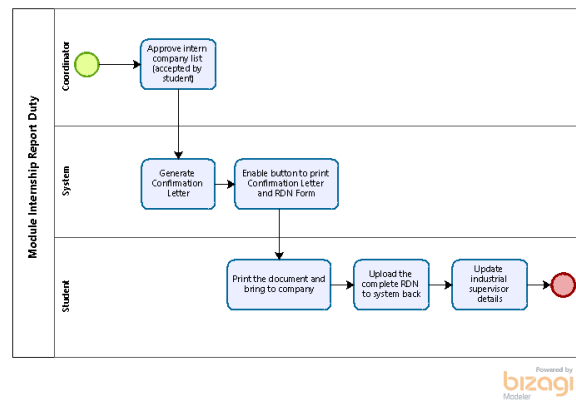 Module Internship Report Duty
Coordinator
Approve intern
company list
(accepted by
student)
System
Generate
Confirmation
Letter
Enable button to print
Confirmation Letter
and RDN Form
Student
Print the document and
bring to company
Upload the
complete RDN
to system back
Update
industrial
supervisor
details
Powered by
bizagi
Modeler